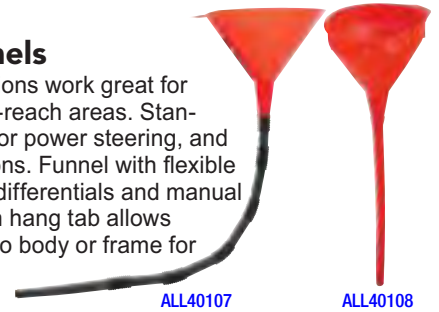 nels
ions work great for
-reach areas. Stan-
or power steering, and
ons. Funnel with flexible
differentials and manual
hang tab allows
o body or frame for
ALL40107
ALL40108